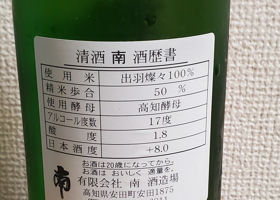 清酒 南 酒歴書
使用米 出羽燦々100%
精米歩合 50 %
使用酵母 高知酵母
アルコール度数 17度
酸度 1.8
日本酒度 +8.0
お酒は20歳になってから。
お酒は おいしく 適量を。
南 有限会社 南 酒造場
高知県安田町安田1875